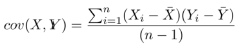 cov(X, Y) = \frac{\sum_{i=1}^{n}(X_i - \bar{X})(Y_i - \bar{Y})}{(n-1)}